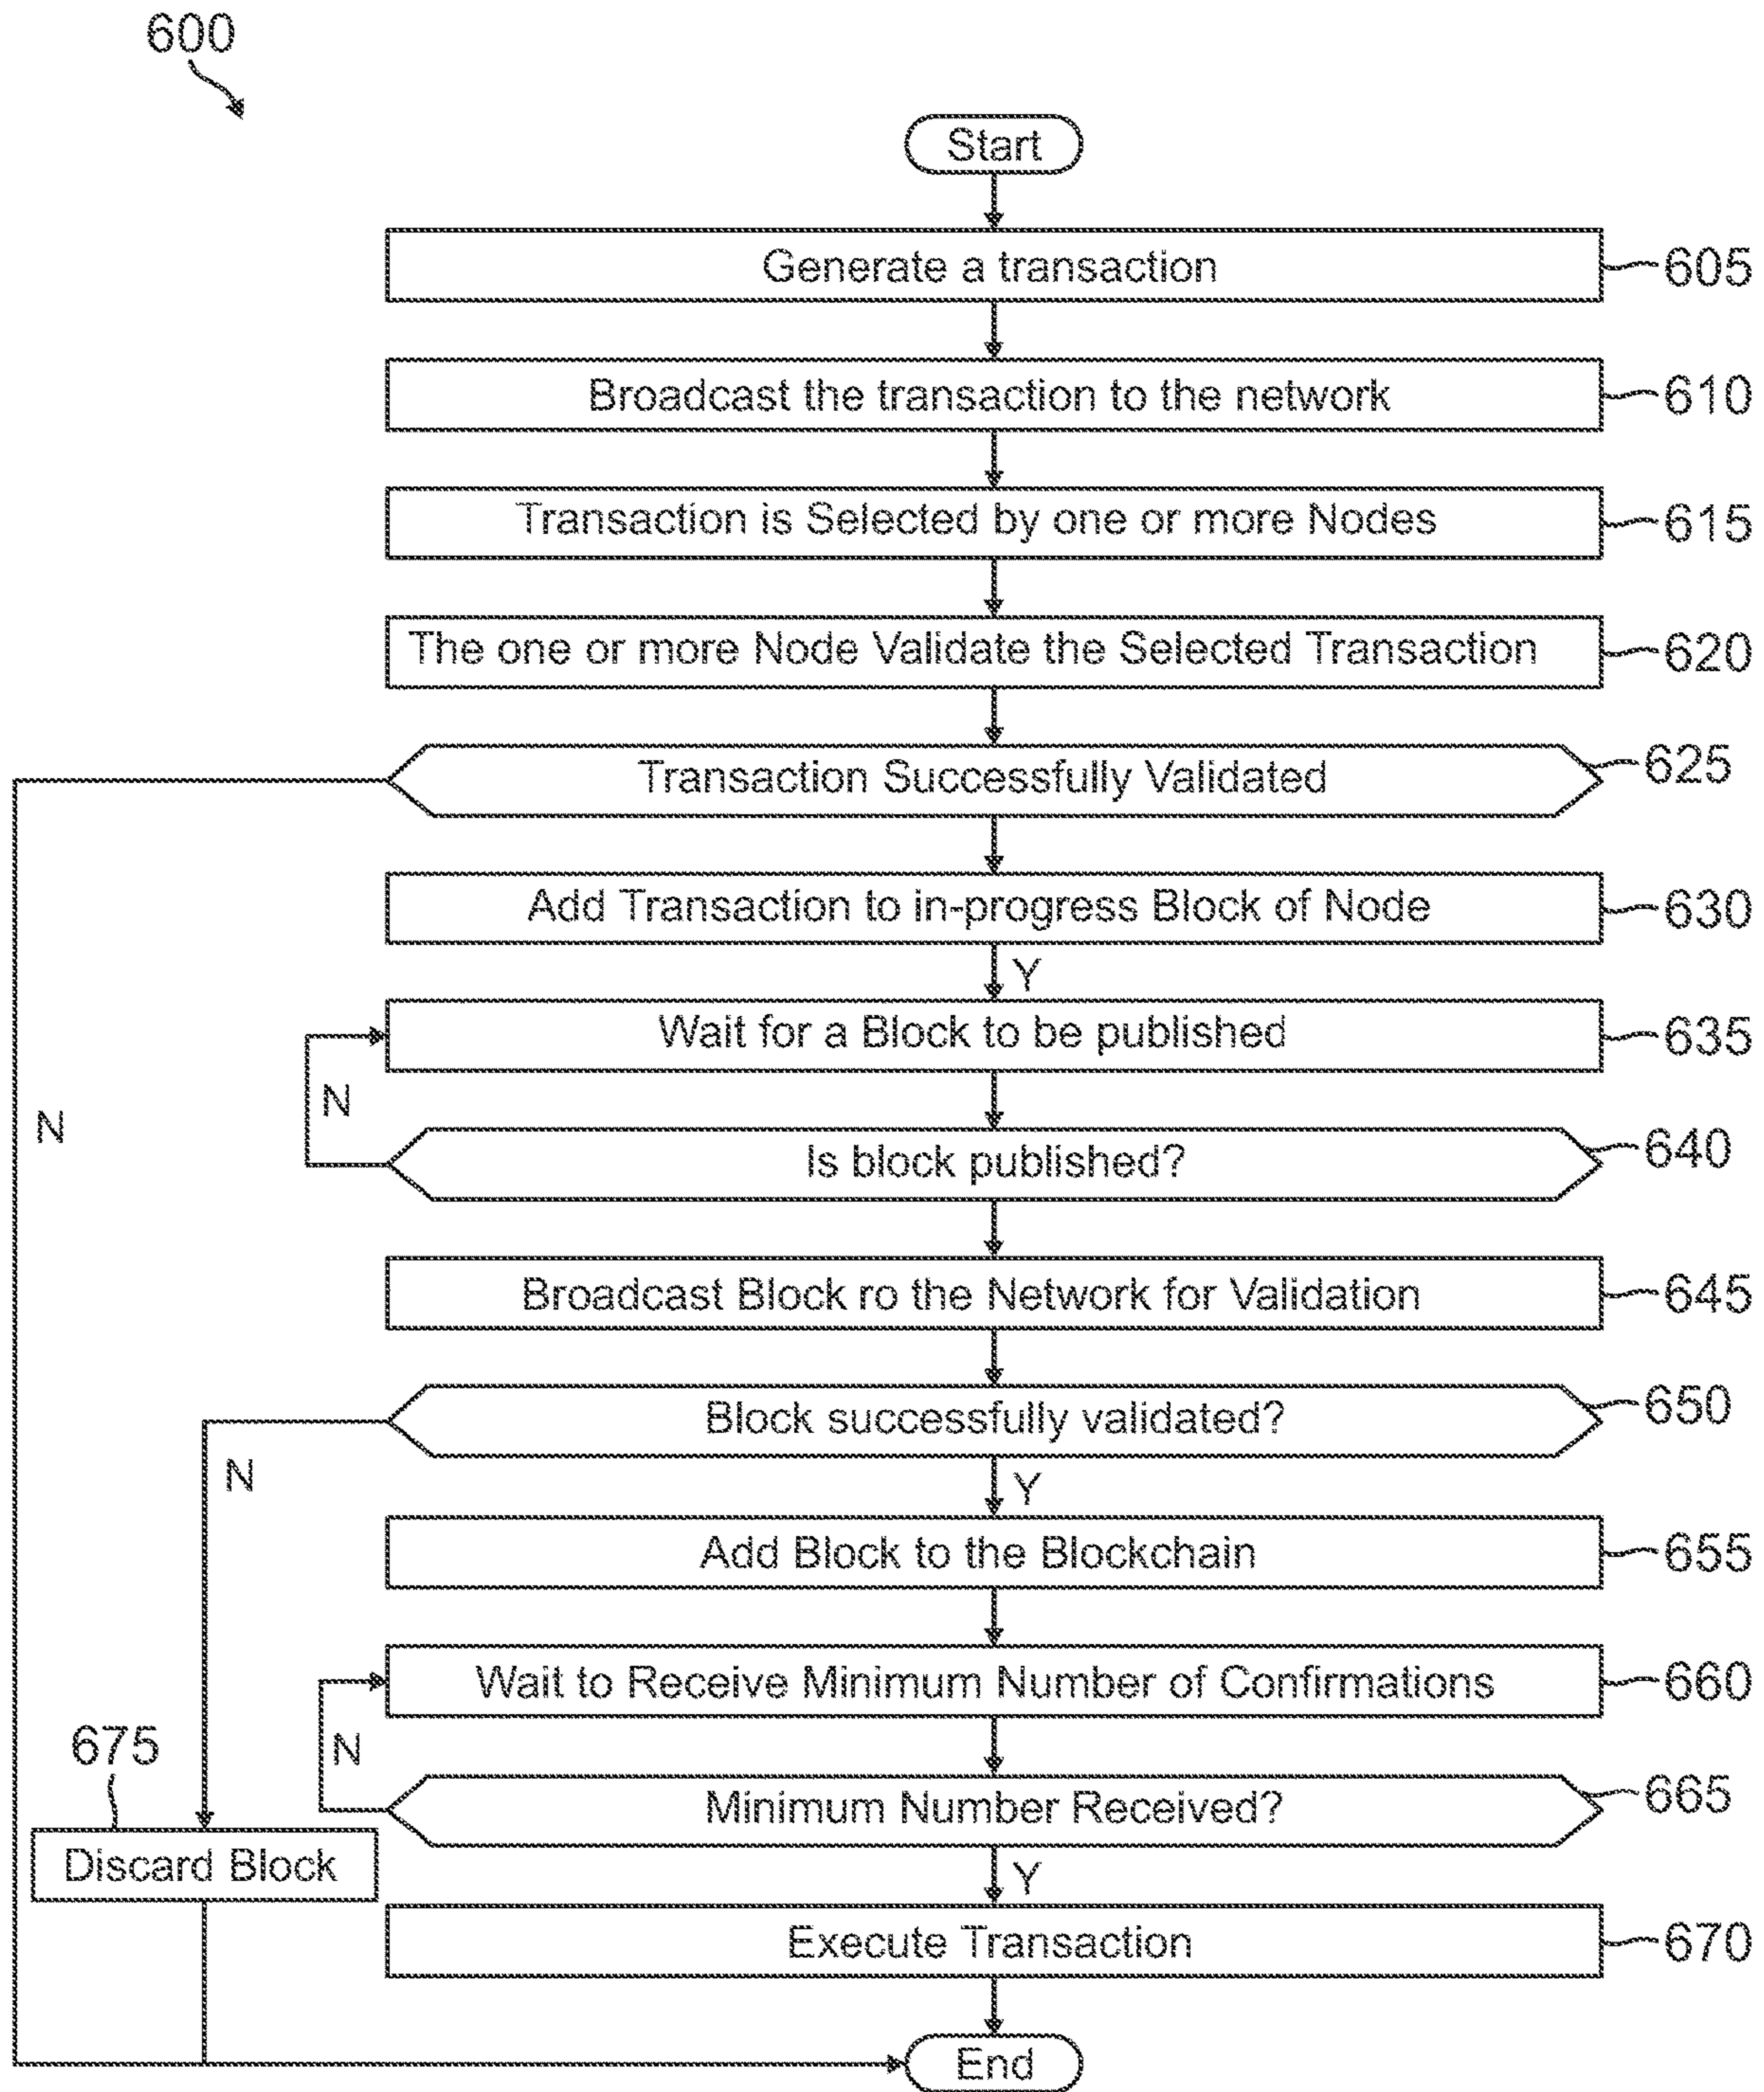 600
Start
Generate a transaction
605
Broadcast the transaction to the network
610
Transaction is Selected by one or more Nodes
615
The one or more Node Validate the Selected Transaction
620
Transaction Successfully Validated
625
Add Transaction to in-progress Block of Node
630
Y
Wait for a Block to be published
635
N
N
Is block published?
640
Broadcast Block ro the Network for Validation
645
Block successfully validated?
650
N
Y
Add Block to the Blockchain
655
Wait to Receive Minimum Number of Confirmations
660
675
N
Minimum Number Received?
665
Discard Block
Y
Execute Transaction
670
End